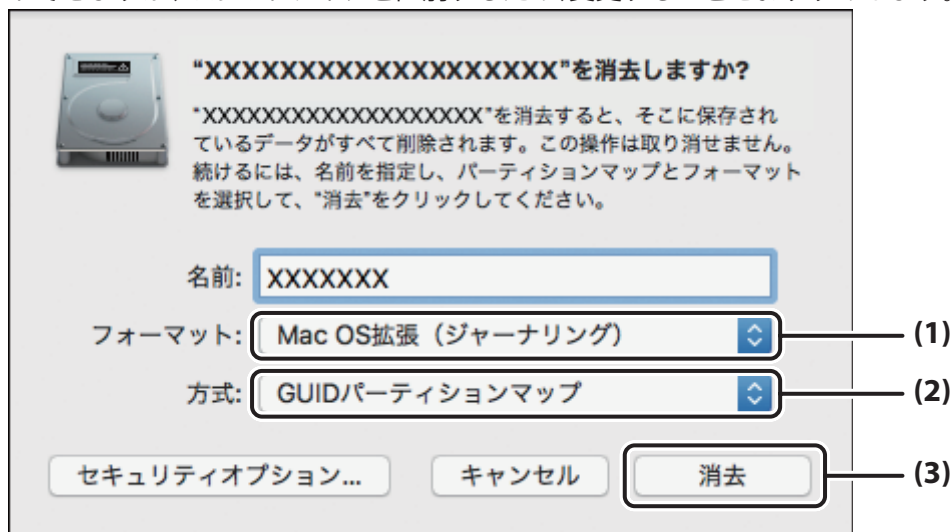 “XXXXXXXXXXXXXXXXXXX”を消去しますか?
“XXXXXXXXXXXXXXXXXXX”を消去すると、そこに保存され
ているデータがすべて削除されます。この操作は取り消せません。
続けるには、名前を指定し、パーティションマップとフォーマット
を選択して、“消去”をクリックしてください。
名前: XXXXXXX
フォーマット: Mac OS拡張（ジャーナリング） (1)
方式: GUIDパーティションマップ (2)
セキュリティオプション... キャンセル 消去 (3)